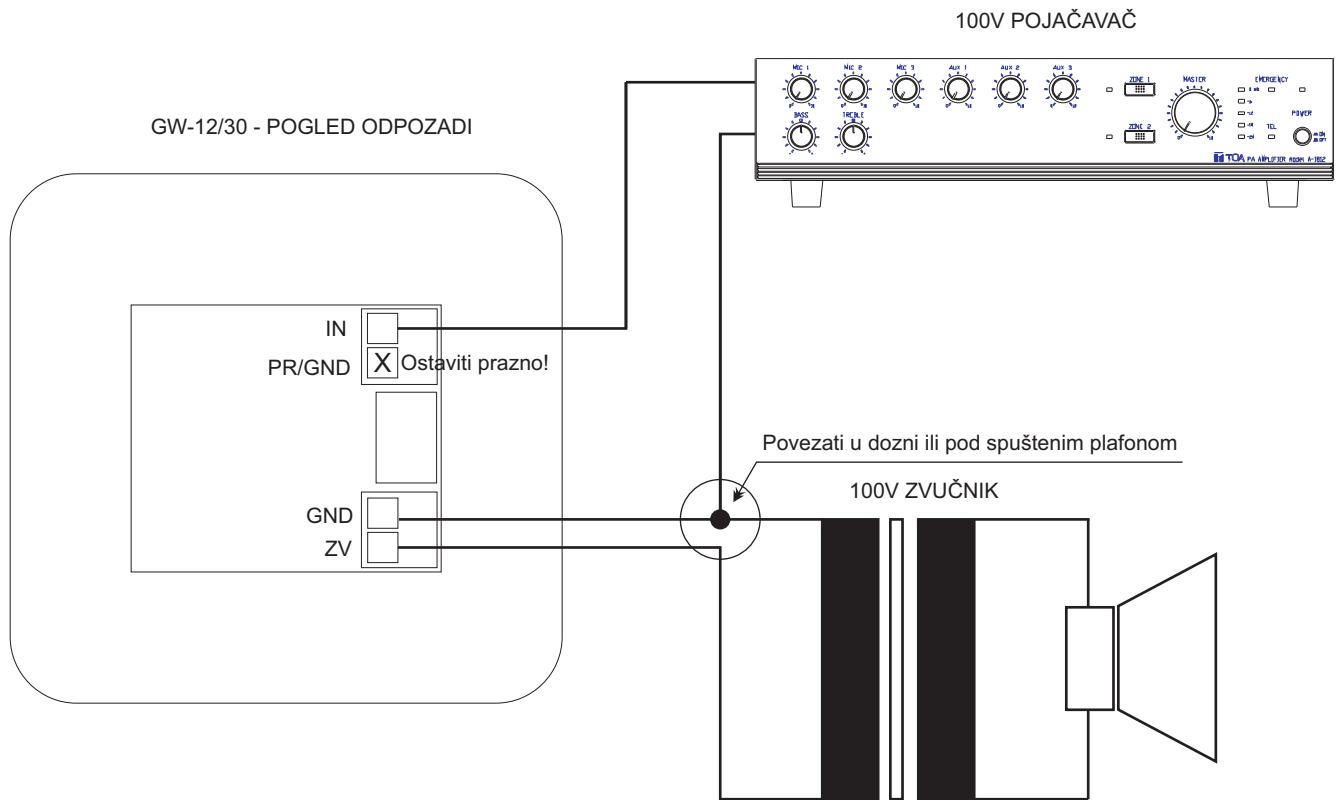 100V POJAČAVAČ
GW-12/30 - POGLED ODPOZADI
MIC 1 MIC 2 MIC 3 AUX 1 AUX 2 AUX 3
ZONE 1 MASTER EMERGENCY
BASS TREBLE
ZONE 2 TEL POWER
TOA PA AMPLIFIER
IN
PR/GND X Ostaviti prazno!
Povezati u dozni ili pod spuštenim plafonom
100V ZVUČNIK
GND
ZV